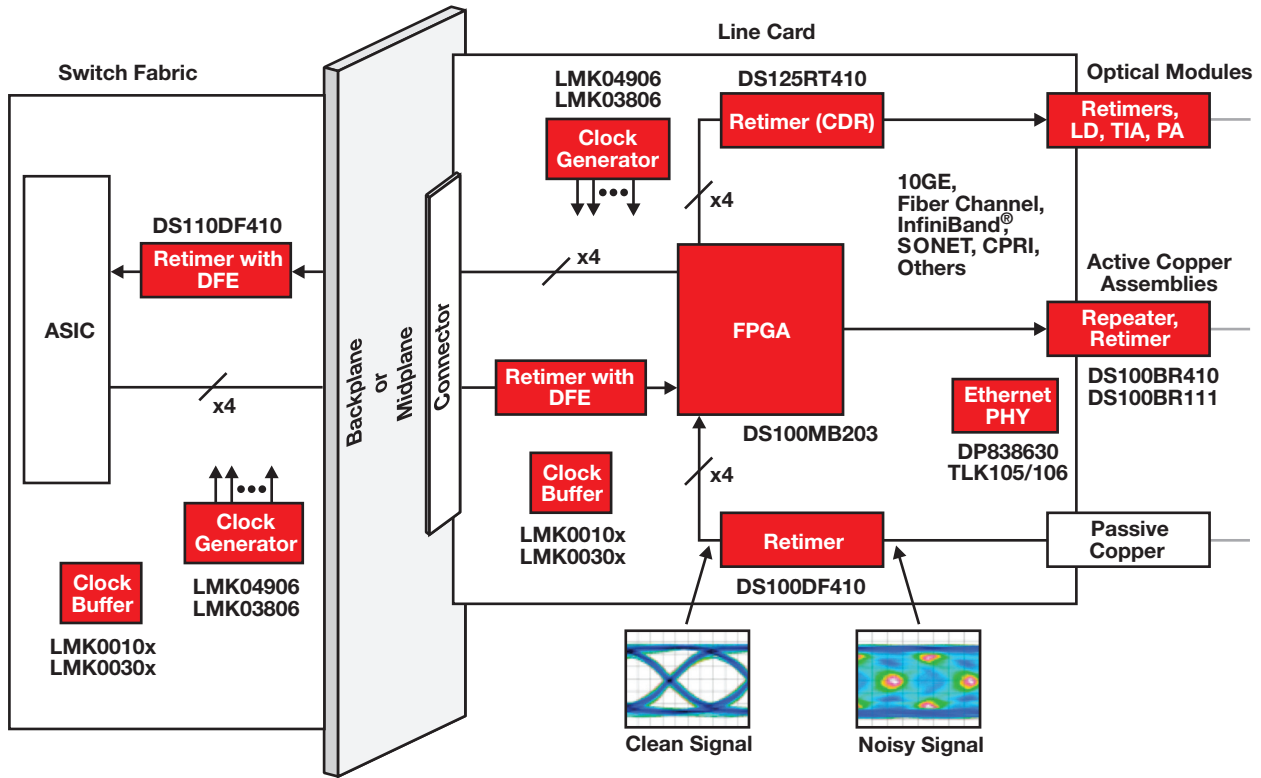 Switch Fabric
ASIC
DS110DF410
Retimer with
DFE
x4
Clock
Generator
LMK04906
LMK03806
Clock
Buffer
LMK0010x
LMK0030x
Backplane
or
Midplane
Connector
Line Card
LMK04906
LMK03806
Clock
Generator
DS125RT410
Retimer (CDR)
x4
x4
10GE,
Fiber Channel,
InfiniBand®,
SONET, CPRI,
Others
FPGA
DS100MB203
Retimer with
DFE
Clock
Buffer
LMK0010x
LMK0030x
x4
Retimer
DS100DF410
Ethernet
PHY
DP838630
TLK105/106
Optical Modules
Retimers,
LD, TIA, PA
Active Copper
Assemblies
Repeater,
Retimer
DS100BR410
DS100BR111
Passive
Copper
Clean Signal
Noisy Signal